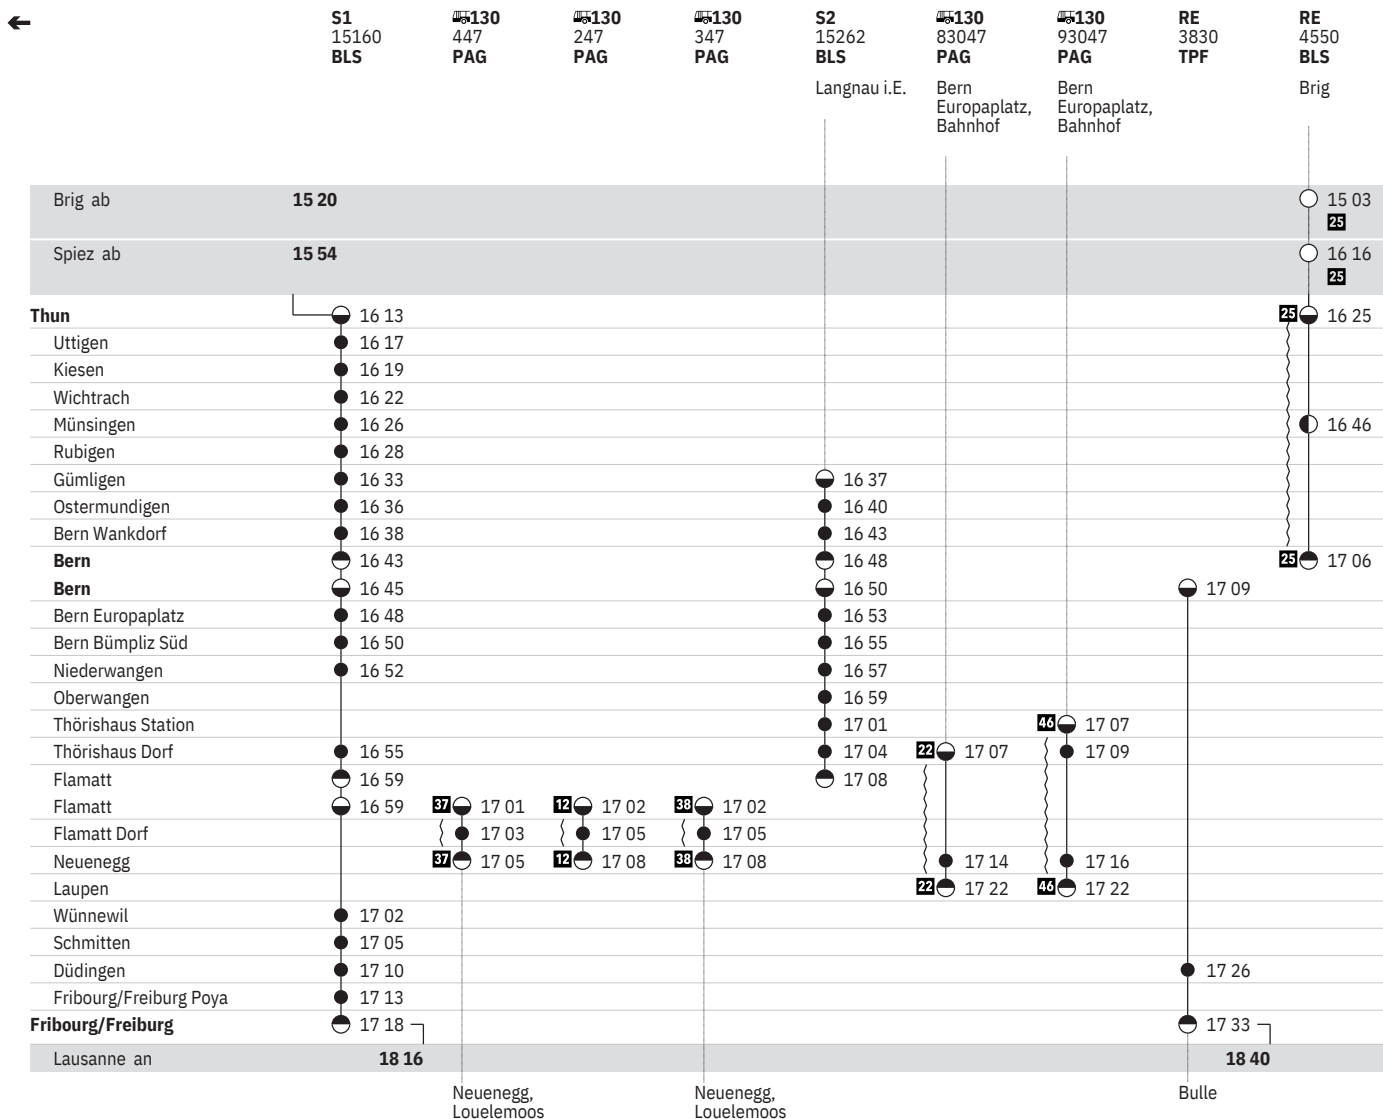 ← S1 130 130 130 S2 130 130 RE RE
15160 447 247 347 15262 83047 93047 3830 4550
BLS PAG PAG PAG BLS PAG PAG TPF BLS
Langnau i.E. Bern Bern Brig
Europaplatz, Europaplatz,
Bahnhof Bahnhof
Brig ab 15 20 15 03
25
Spiez ab 15 54 16 16
25
Thun 16 13 25 16 25
Uttigen 16 17
Kiesen 16 19
Wichtrach 16 22
Münsingen 16 26 16 46
Rubigen 16 28
Gümligen 16 33 16 37
Ostermundigen 16 36 16 40
Bern Wankdorf 16 38 16 43
Bern 16 43 16 48 25 17 06
Bern 16 45 16 50 17 09
Bern Europaplatz 16 48 16 53
Bern Bümpliz Süd 16 50 16 55
Niederwangen 16 52 16 57
Oberwangen 16 59
Thörishaus Station 17 01 46 17 07
Thörishaus Dorf 16 55 17 04 22 17 07 17 09
Flamatt 16 59 17 08
Flamatt 16 59 37 17 01 12 17 02 38 17 02
Flamatt Dorf 17 03 17 05 17 05
Neuenegg 37 17 05 12 17 08 38 17 08 17 14 17 16
Laupen 22 17 22 46 17 22
Wünnewil 17 02
Schmitten 17 05
Düdingen 17 10 17 26
Fribourg/Freiburg Poya 17 13
Fribourg/Freiburg 17 18 17 33
Lausanne an 18 16 18 40
Neuenegg, Neuenegg, Bulle
Louelemoos Louelemoos